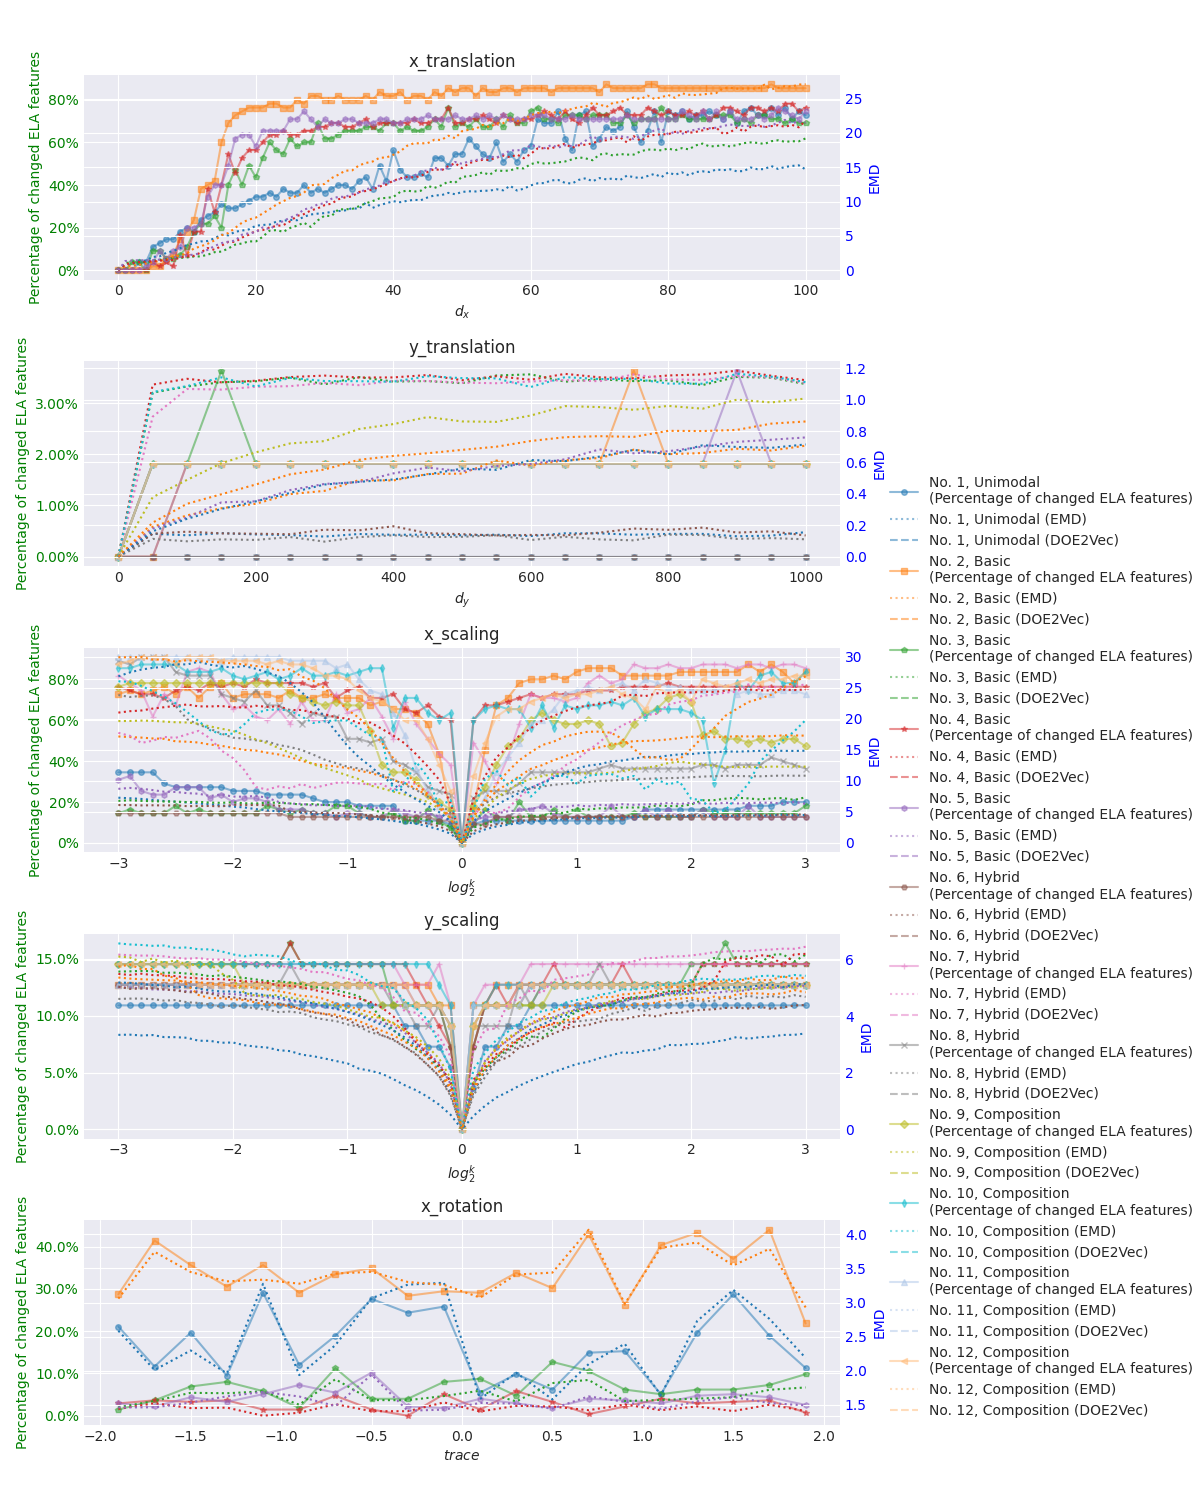 x_translation
Percentage of changed ELA features
0%
20%
40%
60%
80%
0
5
10
15
20
25
EMD
0
20
40
60
80
100
d_x
y_translation
Percentage of changed ELA features
0.00%
1.00%
2.00%
3.00%
0.0
0.2
0.4
0.6
0.8
1.0
1.2
EMD
0
200
400
600
800
1000
d_y
x_scaling
Percentage of changed ELA features
0%
20%
40%
60%
80%
0
5
10
15
20
25
30
EMD
−3
−2
−1
0
1
2
3
log_2^k
y_scaling
Percentage of changed ELA features
0.0%
5.0%
10.0%
15.0%
0
2
4
6
EMD
−3
−2
−1
0
1
2
3
log_2^k
x_rotation
Percentage of changed ELA features
0.0%
10.0%
20.0%
30.0%
40.0%
1.5
2.0
2.5
3.0
3.5
4.0
EMD
−2.0
−1.5
−1.0
−0.5
0.0
0.5
1.0
1.5
2.0
trace
No. 1, Unimodal
(Percentage of changed ELA features)
No. 1, Unimodal (EMD)
No. 1, Unimodal (DOE2Vec)
No. 2, Basic
(Percentage of changed ELA features)
No. 2, Basic (EMD)
No. 2, Basic (DOE2Vec)
No. 3, Basic
(Percentage of changed ELA features)
No. 3, Basic (EMD)
No. 3, Basic (DOE2Vec)
No. 4, Basic
(Percentage of changed ELA features)
No. 4, Basic (EMD)
No. 4, Basic (DOE2Vec)
No. 5, Basic
(Percentage of changed ELA features)
No. 5, Basic (EMD)
No. 5, Basic (DOE2Vec)
No. 6, Hybrid
(Percentage of changed ELA features)
No. 6, Hybrid (EMD)
No. 6, Hybrid (DOE2Vec)
No. 7, Hybrid
(Percentage of changed ELA features)
No. 7, Hybrid (EMD)
No. 7, Hybrid (DOE2Vec)
No. 8, Hybrid
(Percentage of changed ELA features)
No. 8, Hybrid (EMD)
No. 8, Hybrid (DOE2Vec)
No. 9, Composition
(Percentage of changed ELA features)
No. 9, Composition (EMD)
No. 9, Composition (DOE2Vec)
No. 10, Composition
(Percentage of changed ELA features)
No. 10, Composition (EMD)
No. 10, Composition (DOE2Vec)
No. 11, Composition
(Percentage of changed ELA features)
No. 11, Composition (EMD)
No. 11, Composition (DOE2Vec)
No. 12, Composition
(Percentage of changed ELA features)
No. 12, Composition (EMD)
No. 12, Composition (DOE2Vec)